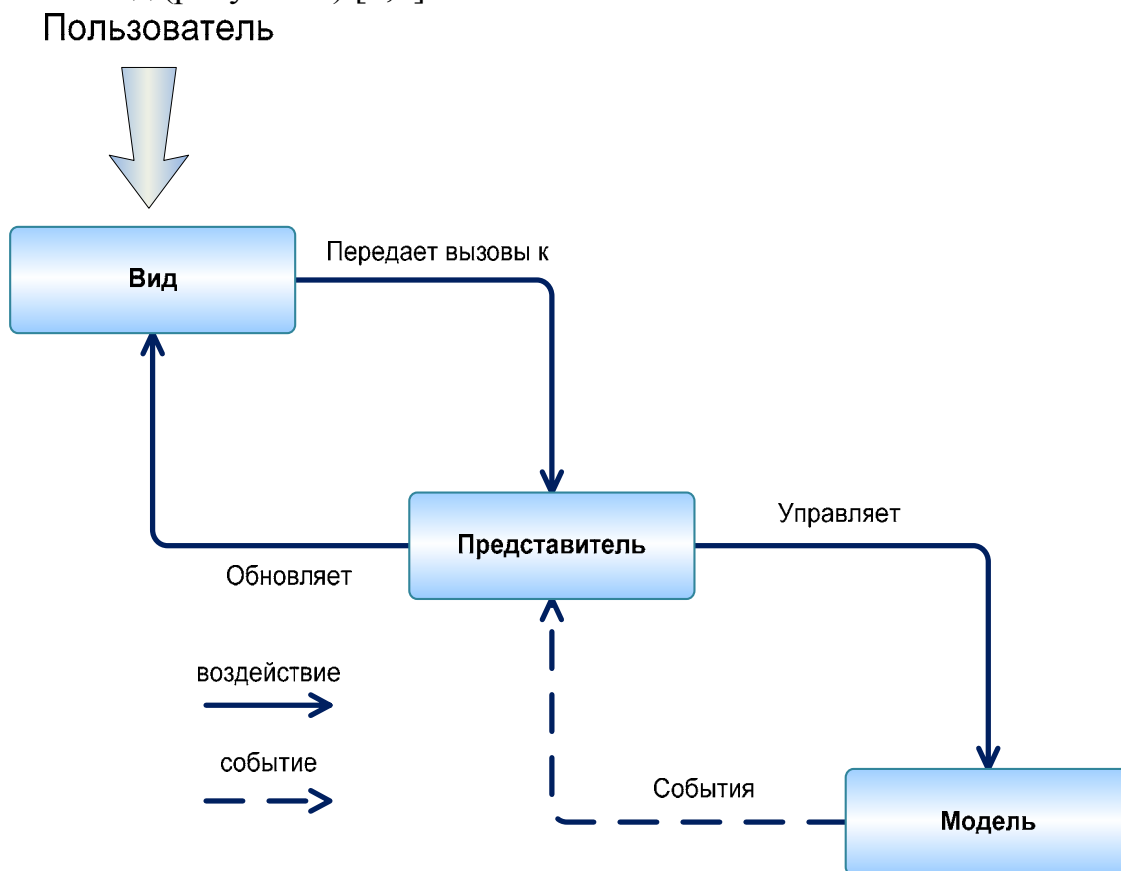 Пользователь
Вид
Передает вызовы к
Представитель
Управляет
Обновляет
воздействие
событие
События
Модель